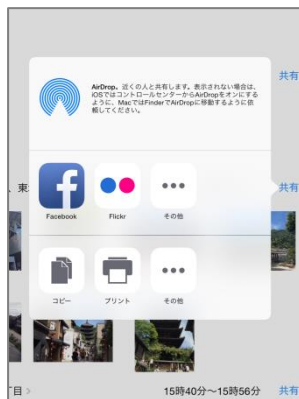 共有
AirDrop。近くの人と共有します。表示されない場合は、
iOSではコントロールセンターからAirDropをオンにする
ように、MacではFinderでAirDropに移動するように依
頼してください。
、東
共有
Facebook
Flickr
その他
コピー
プリント
その他
丁目 >
15時40分〜15時56分
共有